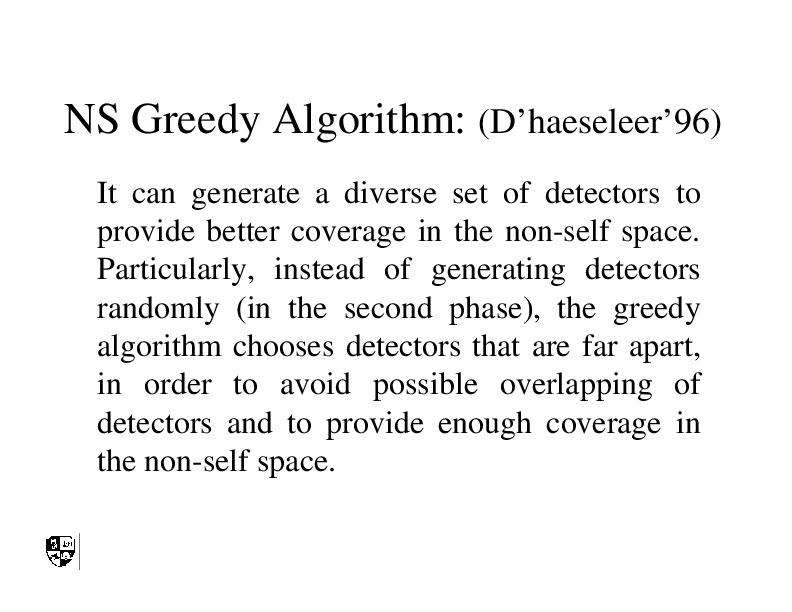 NS Greedy Algorithm: (D’haeseleer’96)
It can generate a diverse set of detectors to
provide better coverage in the non-self space.
Particularly, instead of generating detectors
randomly (in the second phase), the greedy
algorithm chooses detectors that are far apart,
in order to avoid possible overlapping of
detectors and to provide enough coverage in
the non-self space.